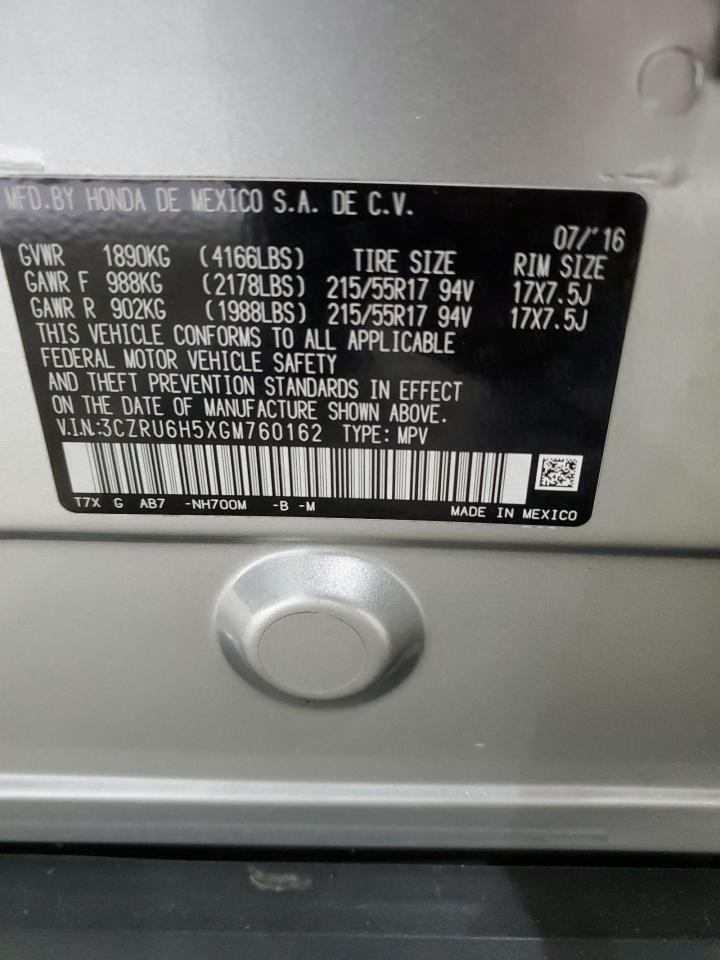 MFD.BY HONDA DE MEXICO S.A. DE C.V.
07/'16
GVWR 1890KG (4166LBS) TIRE SIZE RIM SIZE
GAWR F 988KG (2178LBS) 215/55R17 94V 17X7.5J
GAWR R 902KG (1988LBS) 215/55R17 94V 17X7.5J
THIS VEHICLE CONFORMS TO ALL APPLICABLE
FEDERAL MOTOR VEHICLE SAFETY
AND THEFT PREVENTION STANDARDS IN EFFECT
ON THE DATE OF MANUFACTURE SHOWN ABOVE.
V.I.N.:3CZRU6H5XGM760162 TYPE: MPV
T7X G AB7 -NH700M -B -M MADE IN MEXICO